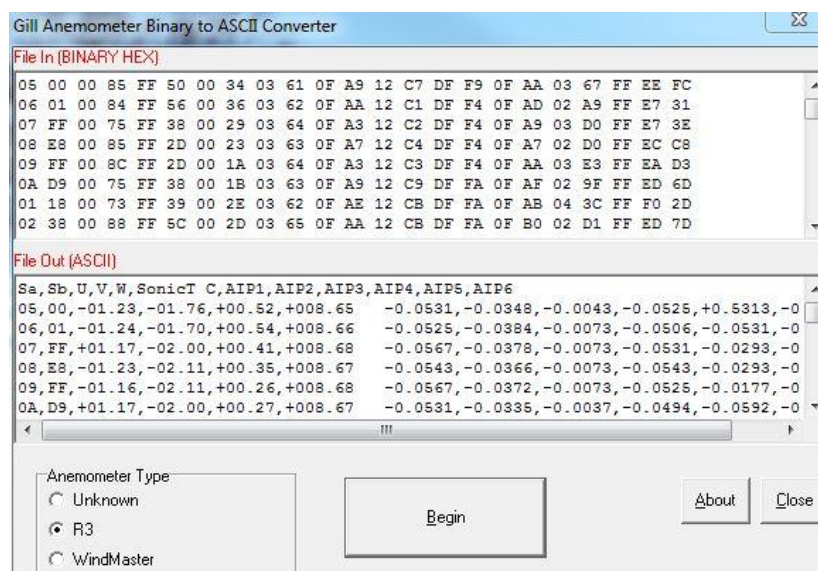 Gill Anemometer Binary to ASCII Converter
File In (BINARY HEX)
05 00 00 85 FF 50 00 34 03 61 0F A9 12 C7 DF F9 0F AA 03 67 FF EE FC
06 01 00 84 FF 56 00 36 03 62 0F AA 12 C1 DF F4 0F AD 02 A9 FF E7 31
07 FF 00 75 FF 38 00 29 03 64 0F A3 12 C2 DF F4 0F A9 03 D0 FF E7 3E
08 E8 00 85 FF 2D 00 23 03 63 0F A7 12 C4 DF F4 0F A7 02 D0 FF EC C8
09 FF 00 8C FF 2D 00 1A 03 64 0F A3 12 C3 DF F4 0F AA 03 E3 FF EA D3
0A D9 00 75 FF 38 00 1B 03 63 0F A9 12 C9 DF FA 0F AF 02 9F FF ED 6D
01 18 00 73 FF 39 00 2E 03 62 0F AE 12 CB DF FA 0F AB 04 3C FF F0 2D
02 38 00 88 FF 5C 00 2D 03 65 0F AA 12 CB DF FA 0F B0 02 D1 FF ED 7D
File Out (ASCII)
Sa,Sb,U,V,W,SonicT C,AIP1,AIP2,AIP3,AIP4,AIP5,AIP6
05,00,-01.23,-01.76,+00.52,+008.65 -0.0531,-0.0348,-0.0043,-0.0525,+0.5313,-0
06,01,-01.24,-01.70,+00.54,+008.66 -0.0525,-0.0384,-0.0073,-0.0506,-0.0531,-0
07,FF,+01.17,-02.00,+00.41,+008.68 -0.0567,-0.0378,-0.0073,-0.0531,-0.0293,-0
08,E8,-01.23,-02.11,+00.35,+008.67 -0.0543,-0.0366,-0.0073,-0.0543,-0.0293,-0
09,FF,-01.16,-02.11,+00.26,+008.68 -0.0567,-0.0372,-0.0073,-0.0525,-0.0177,-0
0A,D9,+01.17,-02.00,+00.27,+008.67 -0.0531,-0.0335,-0.0037,-0.0494,-0.0592,-0
Anemometer Type
Unknown
R3
WindMaster
Begin
About
Close